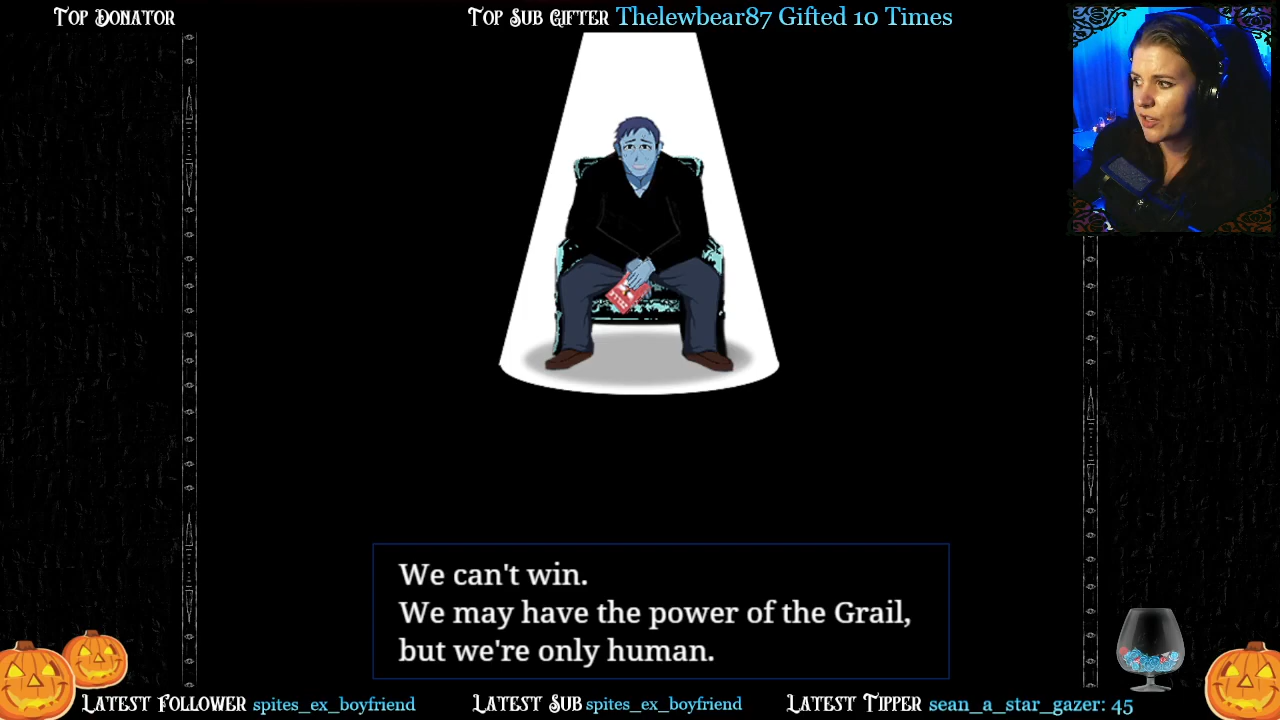 Top Donator
Top Sub Gifter Thelewbear87 Gifted 10 Times
We can't win.
We may have the power of the Grail,
but we're only human.
Latest Follower spites_ex_boyfriend
Latest Sub spites_ex_boyfriend
Latest Tipper sean_a_star_gazer: 45